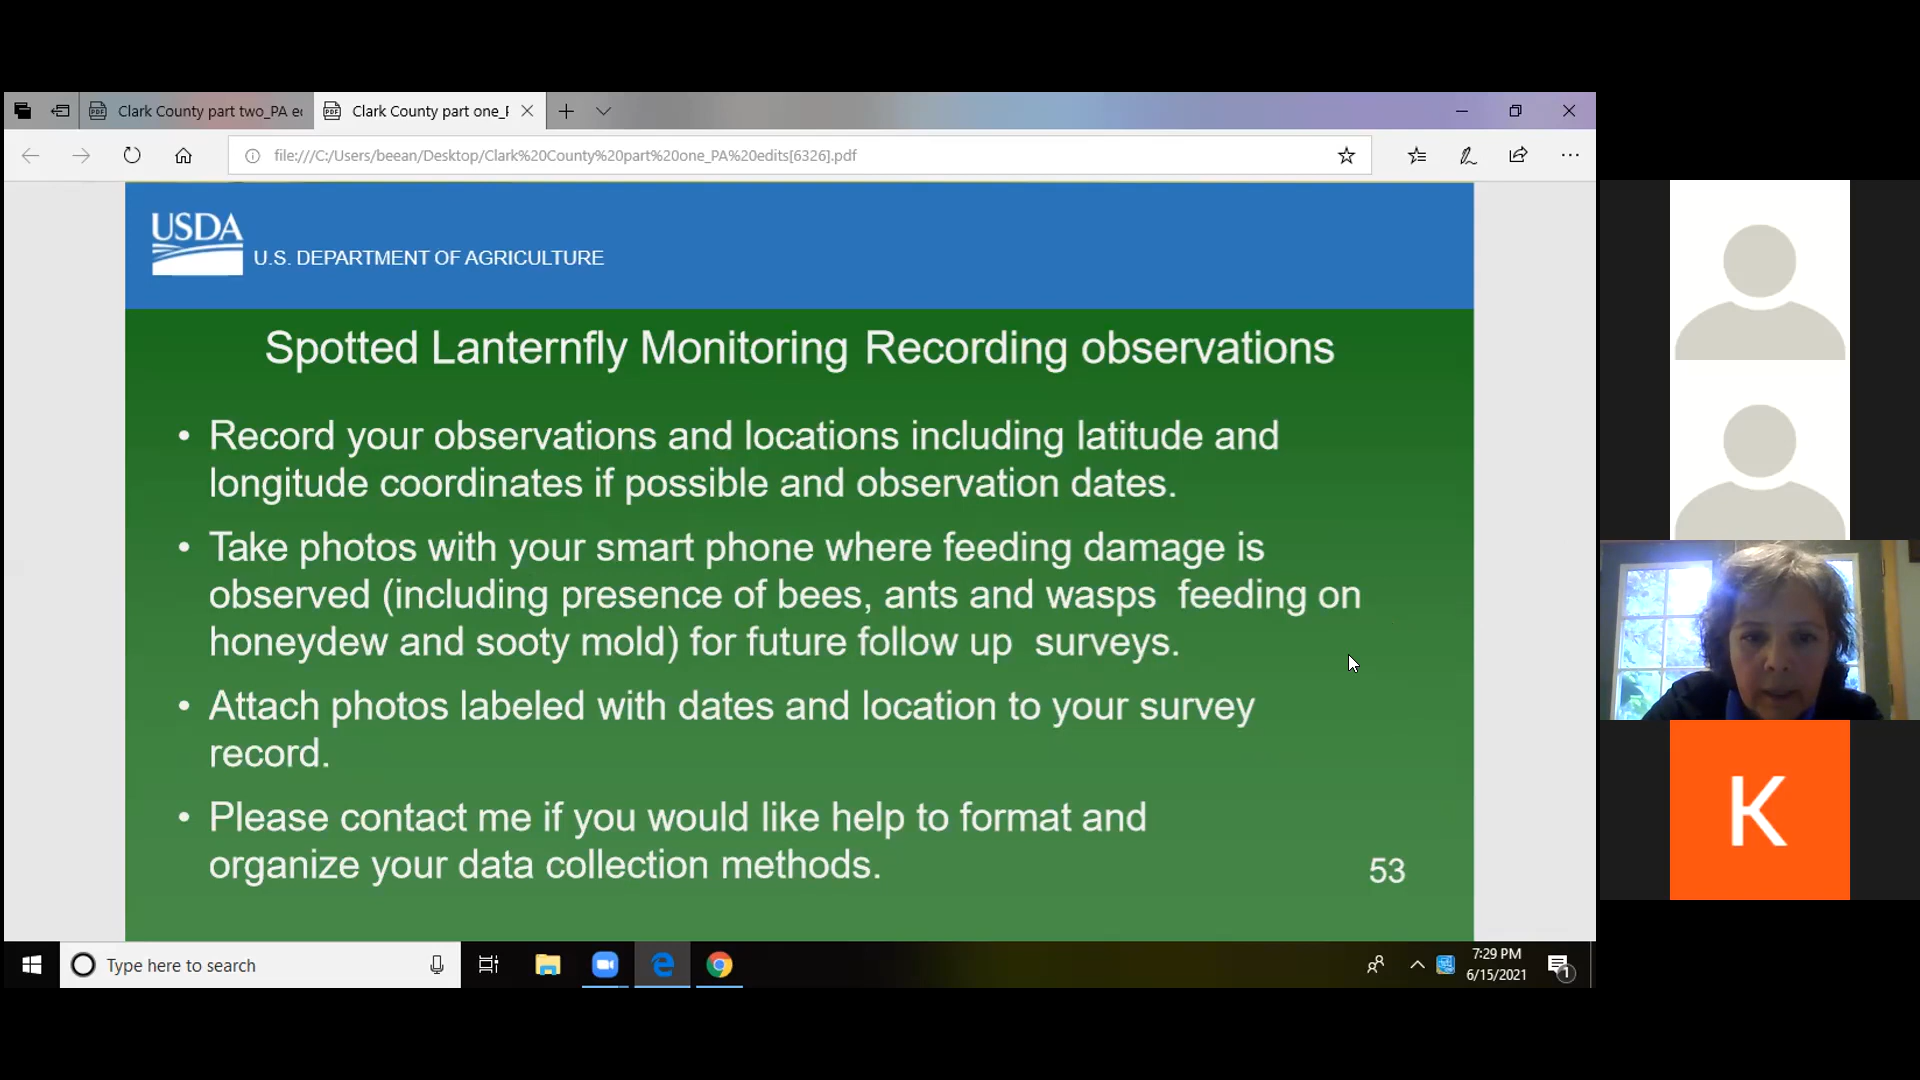 Clark County part two_PA ec
Clark County part one_F
file:///C:/Users/beean/Desktop/Clark%20County%20part%20one_PA%20edits[6326].pdf
USDA
U.S. DEPARTMENT OF AGRICULTURE
Spotted Lanternfly Monitoring Recording observations
• Record your observations and locations including latitude and
longitude coordinates if possible and observation dates.
• Take photos with your smart phone where feeding damage is
observed (including presence of bees, ants and wasps feeding on
honeydew and sooty mold) for future follow up surveys.
• Attach photos labeled with dates and location to your survey
record.
• Please contact me if you would like help to format and
organize your data collection methods.
53
K
Type here to search
7:29 PM
6/15/2021
1